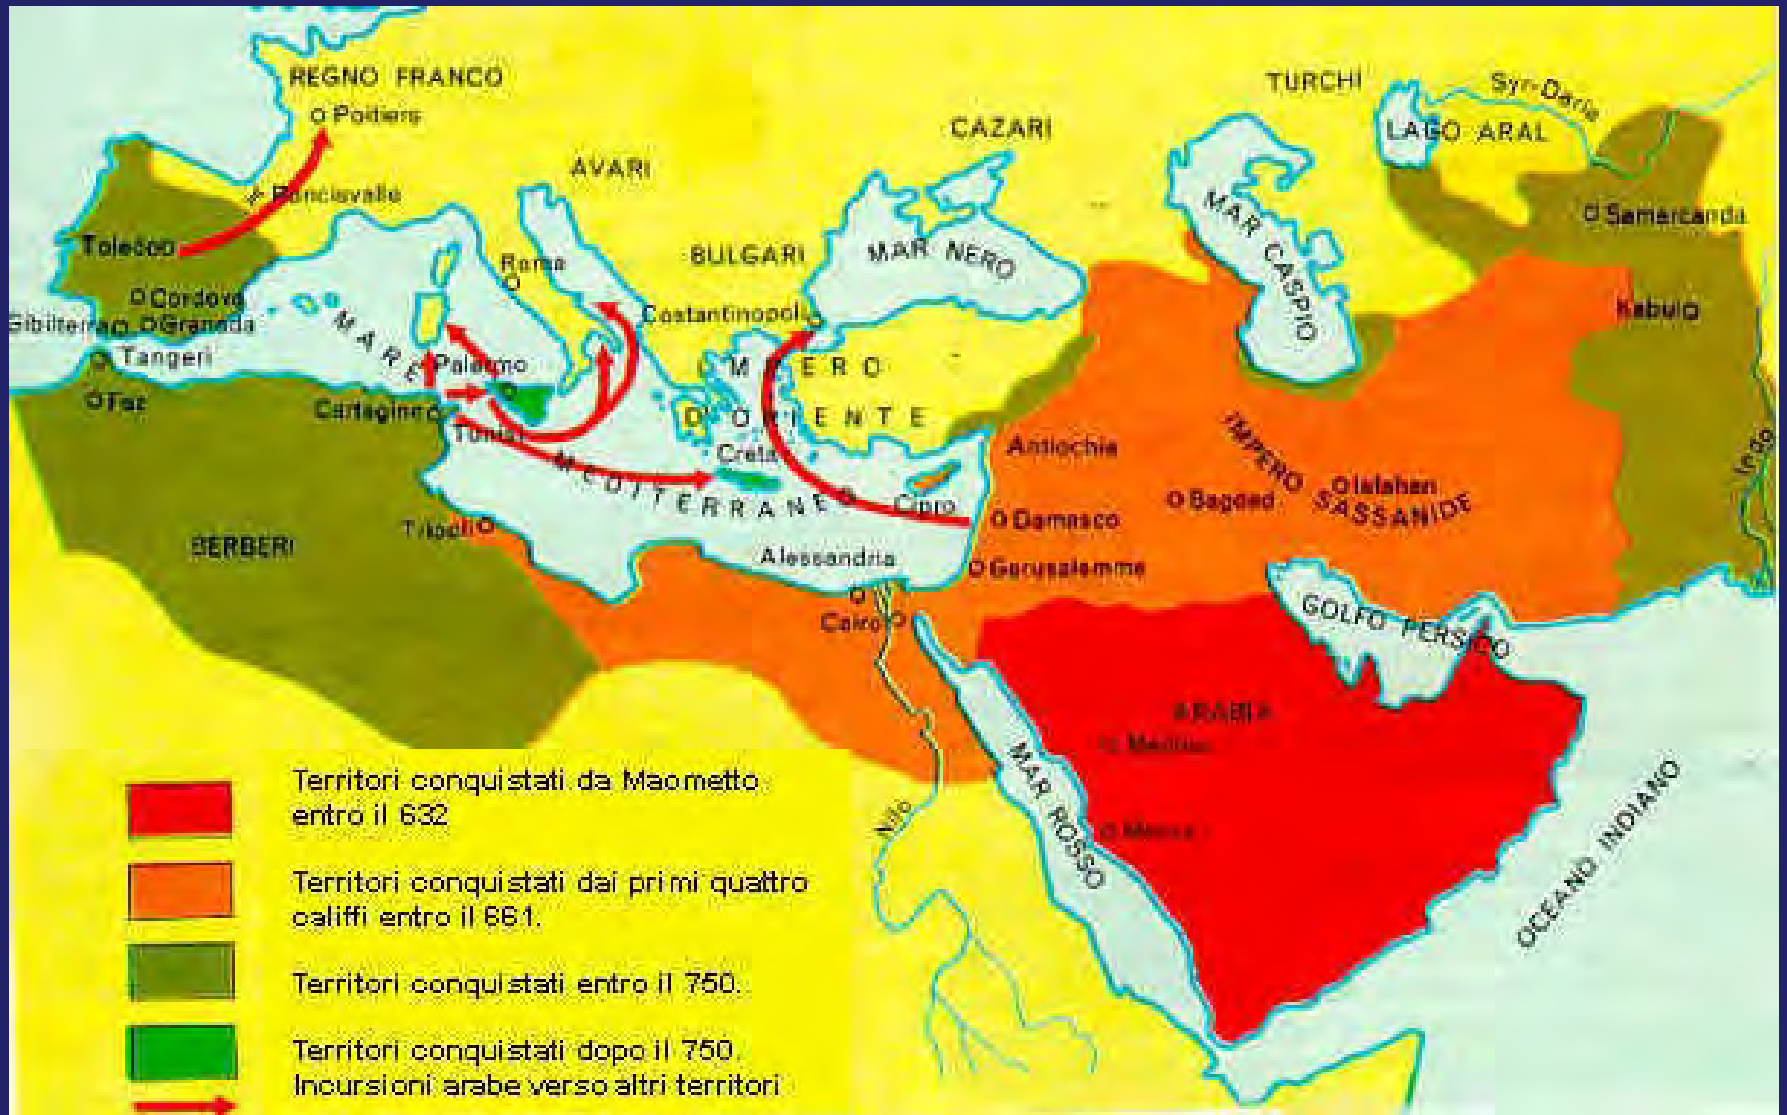 REGNO FRANCO
Poitiers
TURCHI
Syr-Daria
CAZARI
LAGO ARAL
AVARI
Roncisvalle
Samarcanda
MAR CASPIO
Toledo
BULGARI
MAR NERO
Roma
Cordova
Costantinopoli
Kabul
Gibilterra
Granada
MARE
Tangeri
Palermo
IMPERO
Fez
Cartagine
D'ORIENTE
Tunisi
Antiochia
IMPERO
SASSANIDE
Indo
Creta
MEDITERRANEO
Cipro
Bagdad
Isfahan
Damasco
Tripoli
BERBERI
Alessandria
Gerusalemme
Cairo
GOLFO PERSICO
ARABIA
Medina
MAR ROSSO
Nilo
Mecca
OCEANO INDIANO
Territori conquistati da Maometto
entro il 632
Territori conquistati dai primi quattro
califfi entro il 661.
Territori conquistati entro il 750.
Territori conquistati dopo il 750.
Incursioni arabe verso altri territori